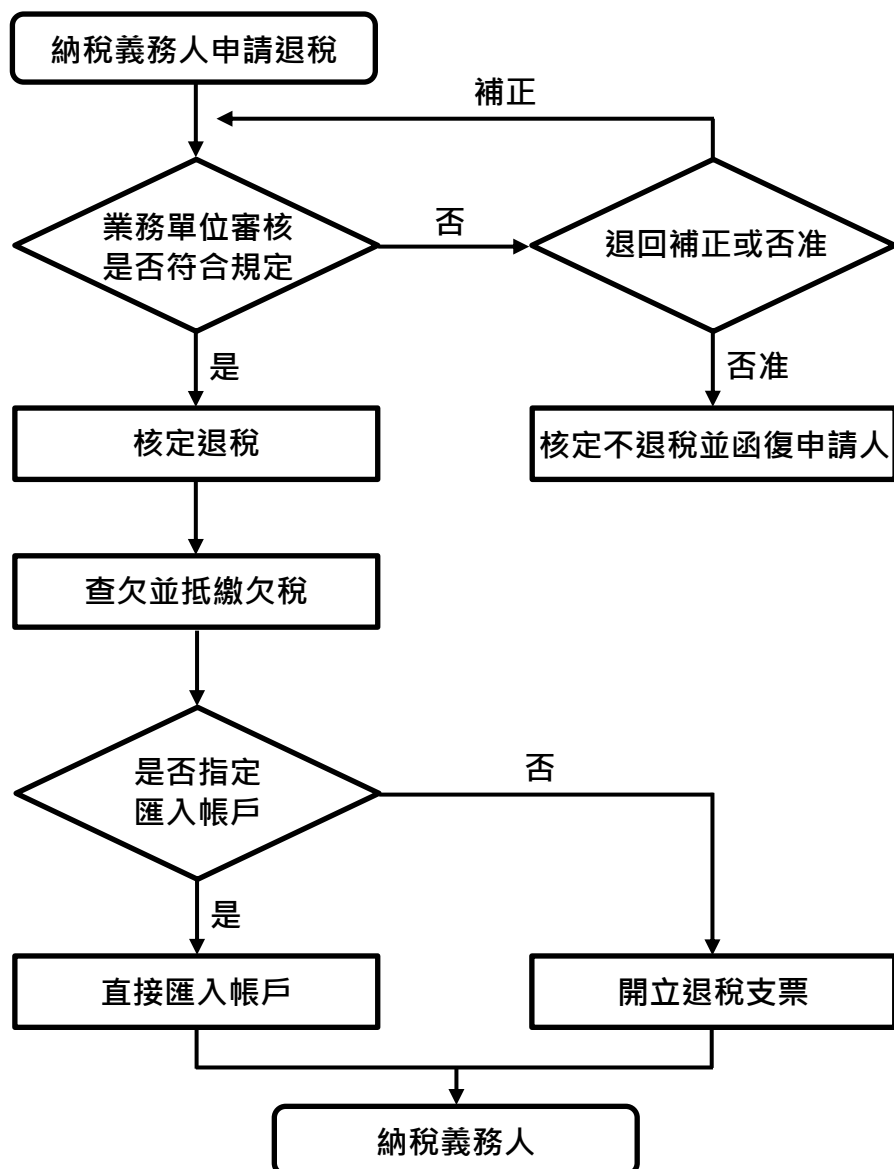 納稅義務人申請退稅
補正
業務單位審核
是否符合規定
否
退回補正或否准
是
否准
核定退稅
核定不退稅並函復申請人
查欠並抵繳欠稅
是否指定
匯入帳戶
否
是
直接匯入帳戶
開立退稅支票
納稅義務人